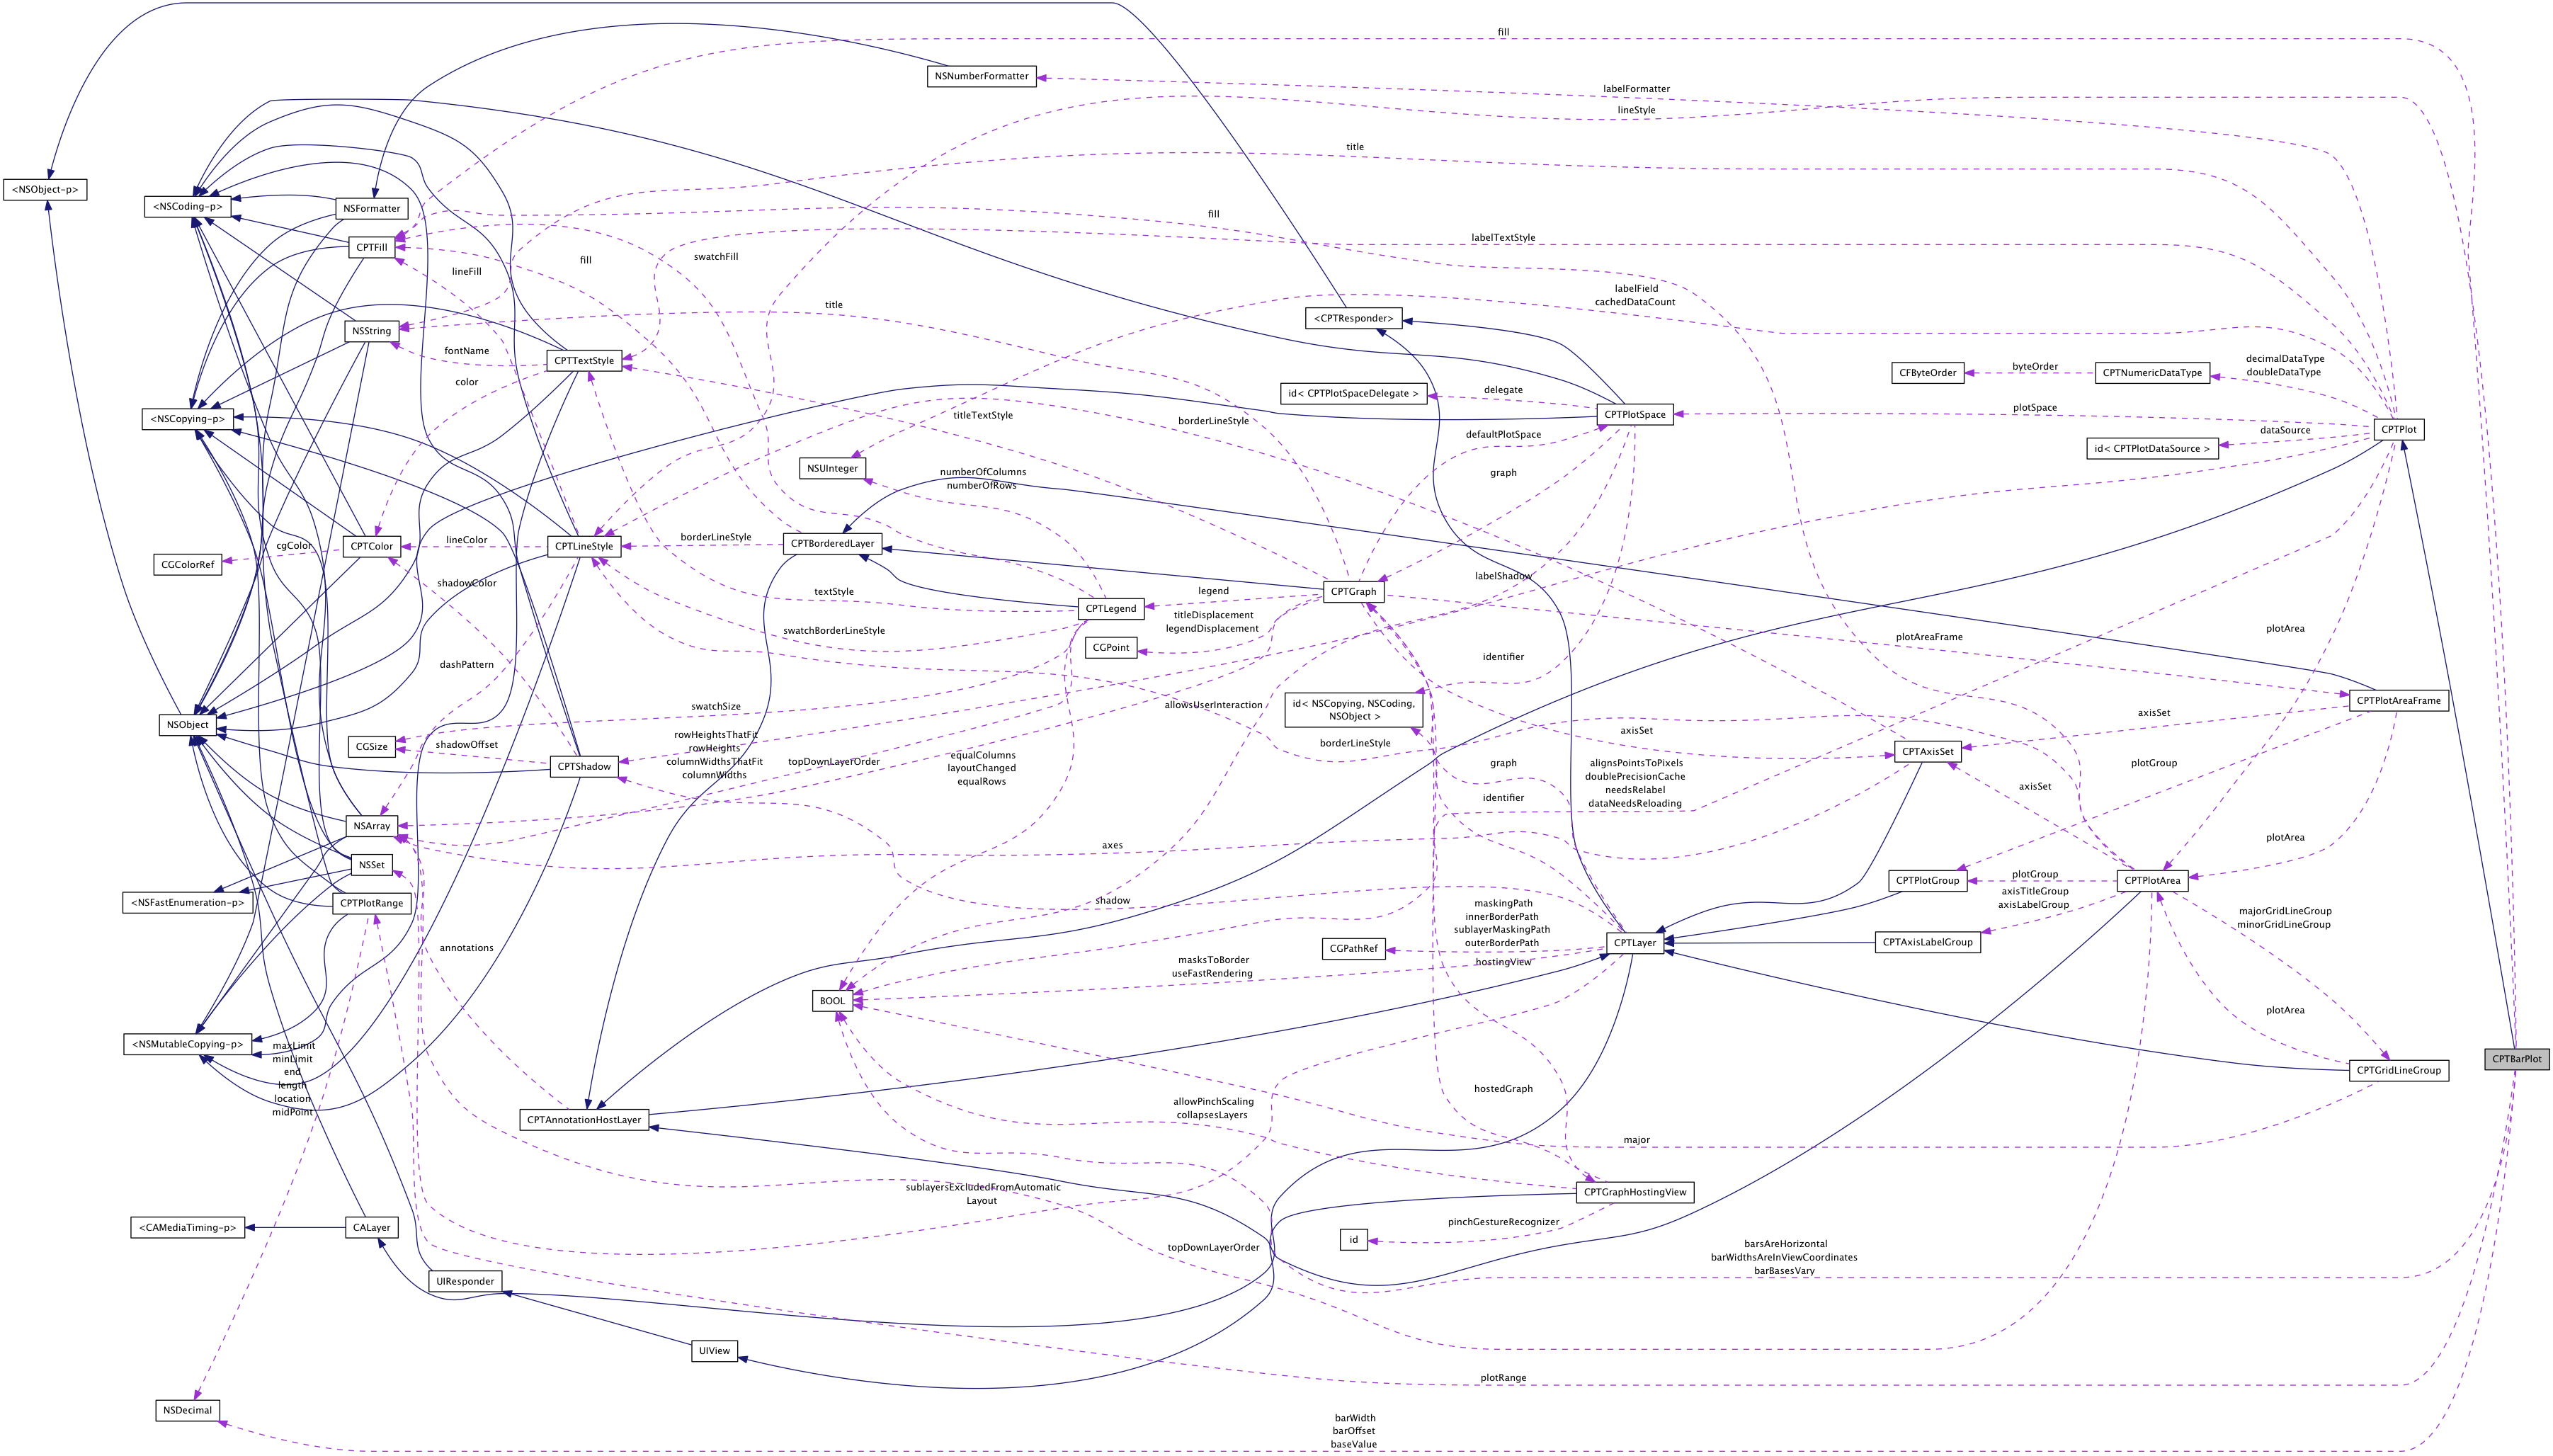 fill
NSNumberFormatter
labelFormatter
lineStyle
title
<NSObject-p>
<NSCoding-p>
NSFormatter
fill
labelTextStyle
CPTFill
swatchFill
fill
lineFill
labelField
cachedDataCount
title
<CPTResponder>
NSString
fontName
CPTTextStyle
decimalDataType
doubleDataType
byteOrder
CFByteOrder
CPTNumericDataType
color
id< CPTPlotSpaceDelegate >
delegate
CPTPlotSpace
plotSpace
<NSCopying-p>
titleTextStyle
borderLineStyle
CPTPlot
dataSource
id< CPTPlotDataSource >
defaultPlotSpace
NSUInteger
numberOfColumns
numberOfRows
graph
borderLineStyle
CPTBorderedLayer
lineColor
CPTColor
CPTLineStyle
cgColor
CGColorRef
shadowColor
labelShadow
textStyle
legend
CPTGraph
CPTLegend
titleDisplacement
legendDisplacement
swatchBorderLineStyle
CGPoint
plotAreaFrame
plotArea
dashPattern
identifier
swatchSize
allowsUserInteraction
id< NSCopying, NSCoding,
NSObject >
CPTPlotAreaFrame
axisSet
NSObject
CGSize
shadowOffset
CPTShadow
rowHeightsThatFit
rowHeights
columnWidthsThatFit
columnWidths
topDownLayerOrder
equalColumns
layoutChanged
equalRows
borderLineStyle
axisSet
CPTAxisSet
graph
identifier
alignsPointsToPixels
doublePrecisionCache
needsRelabel
dataNeedsReloading
axisSet
plotGroup
NSArray
axes
plotArea
NSSet
CPTPlotGroup
plotGroup
CPTPlotArea
axisTitleGroup
axisLabelGroup
<NSFastEnumeration-p>
CPTPlotRange
shadow
maskingPath
innerBorderPath
sublayerMaskingPath
outerBorderPath
majorGridLineGroup
minorGridLineGroup
annotations
CGPathRef
CPTLayer
CPTAxisLabelGroup
masksToBorder
useFastRendering
hostingView
BOOL
plotArea
<NSMutableCopying-p>
maxLimit
minLimit
end
length
location
midPoint
CPTGridLineGroup
CPTBarPlot
hostedGraph
allowPinchScaling
collapsesLayers
CPTAnnotationHostLayer
major
sublayersExcludedFromAutomatic
Layout
CPTGraphHostingView
<CAMediaTiming-p>
CALayer
pinchGestureRecognizer
id
topDownLayerOrder
barsAreHorizontal
barWidthsAreInViewCoordinates
barBasesVary
UIResponder
UIView
plotRange
NSDecimal
barWidth
barOffset
baseValue